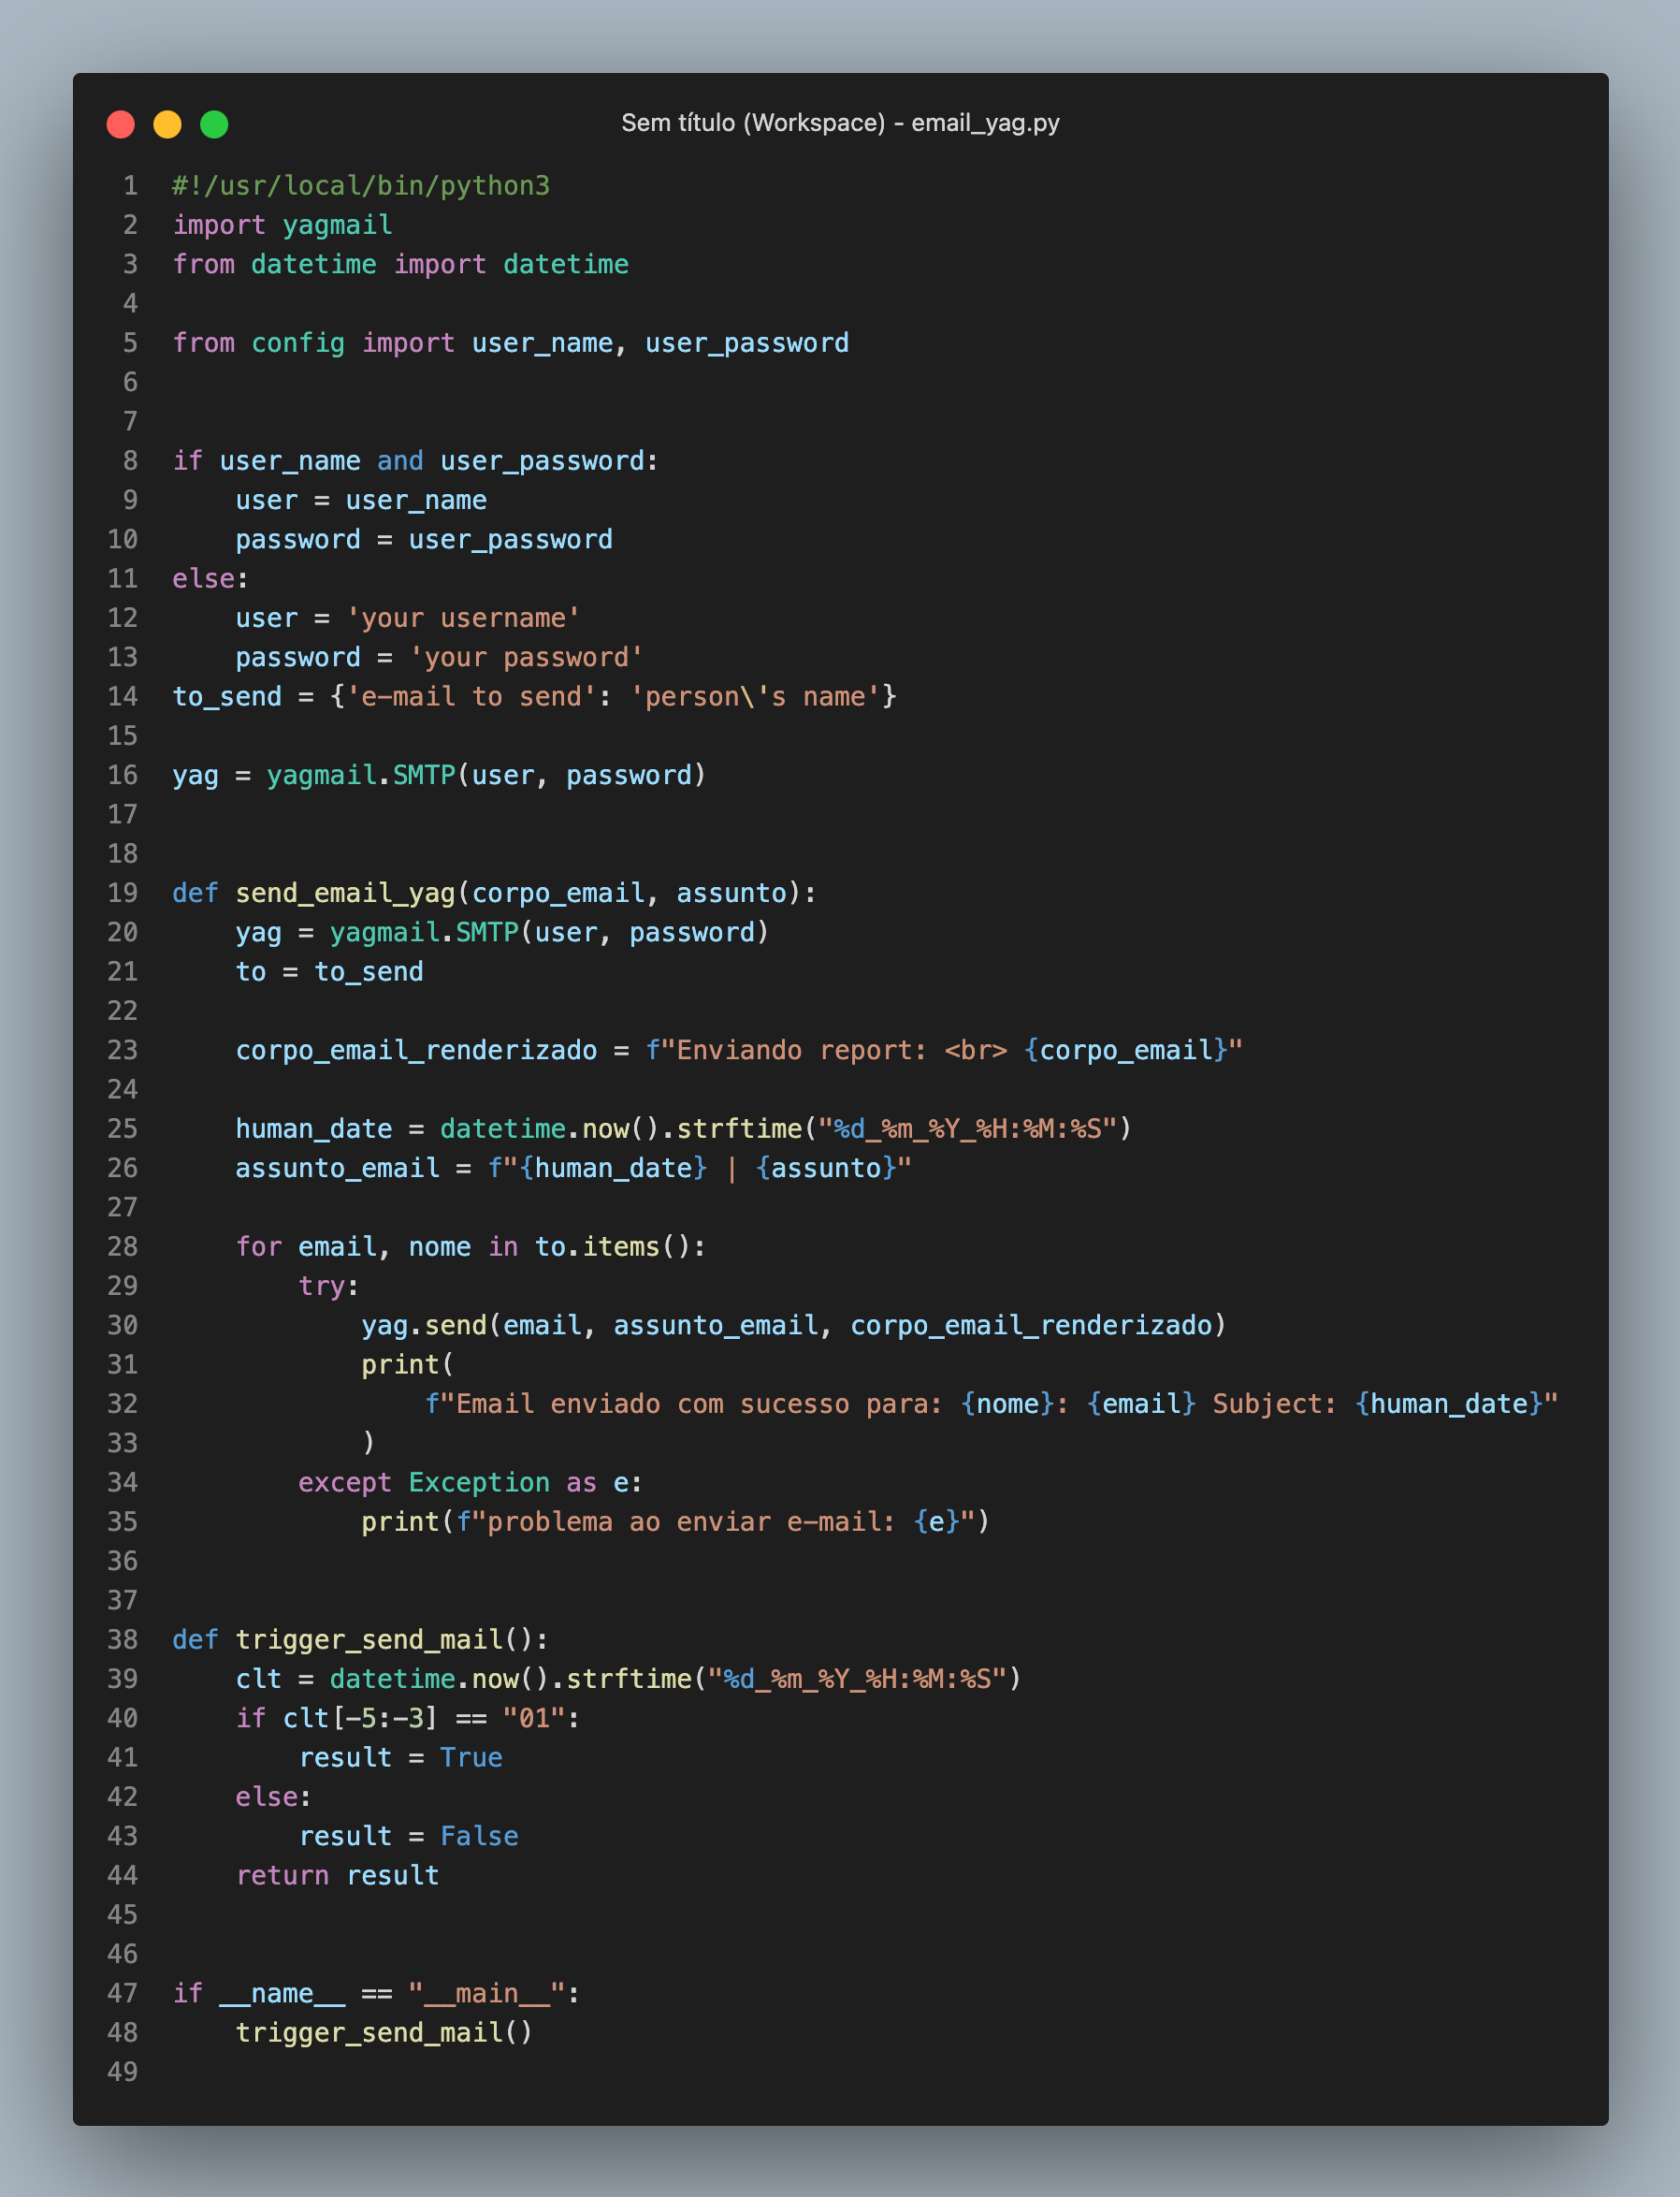 Sem título (Workspace) - email_yag.py
1 #!/usr/local/bin/python3
2 import yagmail
3 from datetime import datetime
4
5 from config import user_name, user_password
6
7
8 if user_name and user_password:
9     user = user_name
10     password = user_password
11 else:
12     user = 'your username'
13     password = 'your password'
14 to_send = {'e-mail to send': 'person\'s name'}
15
16 yag = yagmail.SMTP(user, password)
17
18
19 def send_email_yag(corpo_email, assunto):
20     yag = yagmail.SMTP(user, password)
21     to = to_send
22
23     corpo_email_renderizado = f"Enviando report: <br> {corpo_email}"
24
25     human_date = datetime.now().strftime("%d_%m_%Y_%H:%M:%S")
26     assunto_email = f"{human_date} | {assunto}"
27
28     for email, nome in to.items():
29         try:
30             yag.send(email, assunto_email, corpo_email_renderizado)
31             print(
32                 f"Email enviado com sucesso para: {nome}: {email} Subject: {human_date}"
33             )
34         except Exception as e:
35             print(f"problema ao enviar e-mail: {e}")
36
37
38 def trigger_send_mail():
39     clt = datetime.now().strftime("%d_%m_%Y_%H:%M:%S")
40     if clt[-5:-3] == "01":
41         result = True
42     else:
43         result = False
44     return result
45
46
47 if __name__ == "__main__":
48     trigger_send_mail()
49